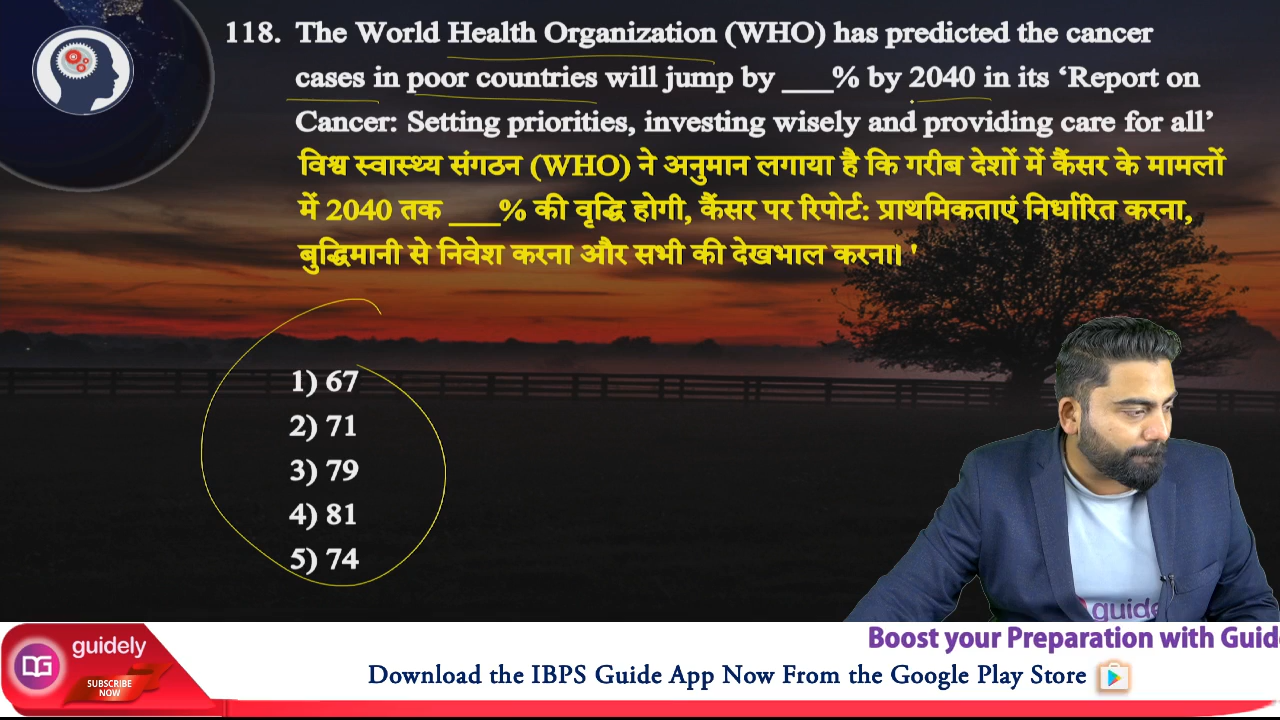 118. The World Health Organization (WHO) has predicted the cancer
cases in poor countries will jump by ___% by 2040 in its ‘Report on
Cancer: Setting priorities, investing wisely and providing care for all’
विश्व स्वास्थ्य संगठन (WHO) ने अनुमान लगाया है कि गरीब देशों में कैंसर के मामलों
में 2040 तक ___% की वृद्धि होगी, कैंसर पर रिपोर्ट: प्राथमिकताएं निर्धारित करना,
बुद्धिमानी से निवेश करना और सभी की देखभाल करना। '
1) 67
2) 71
3) 79
4) 81
5) 74
guide
Boost your Preparation with Guid
guidely
SUBSCRIBE
NOW
Download the IBPS Guide App Now From the Google Play Store